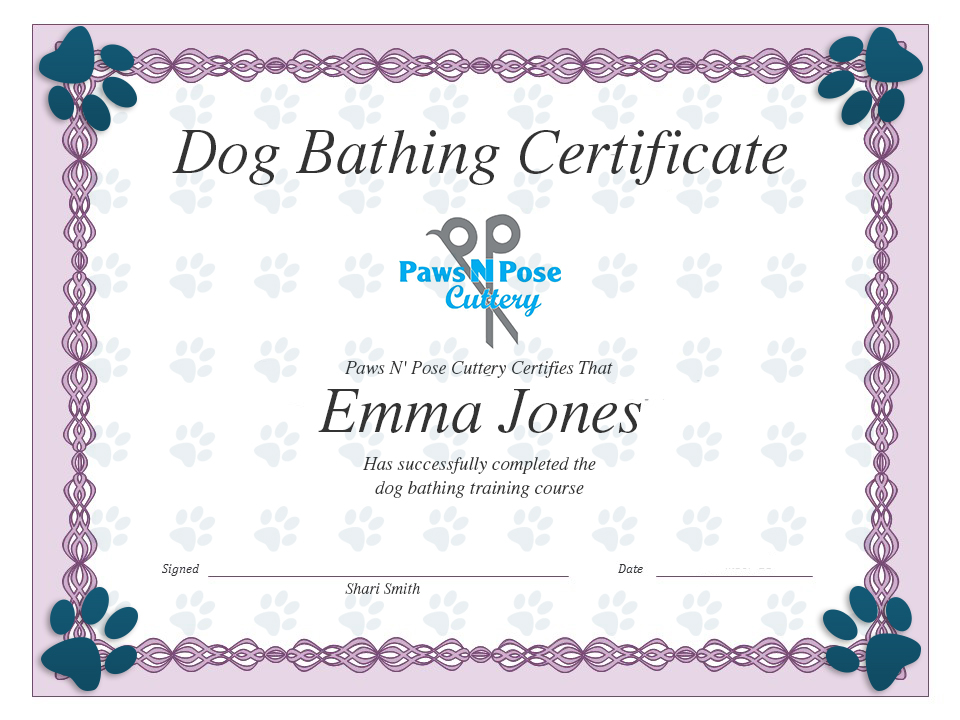 Dog Bathing Certificate
Paws N Pose
Cuttery
Paws N' Pose Cuttery Certifies That
Emma Jones
Has successfully completed the
dog bathing training course
Signed
Date
Shari Smith